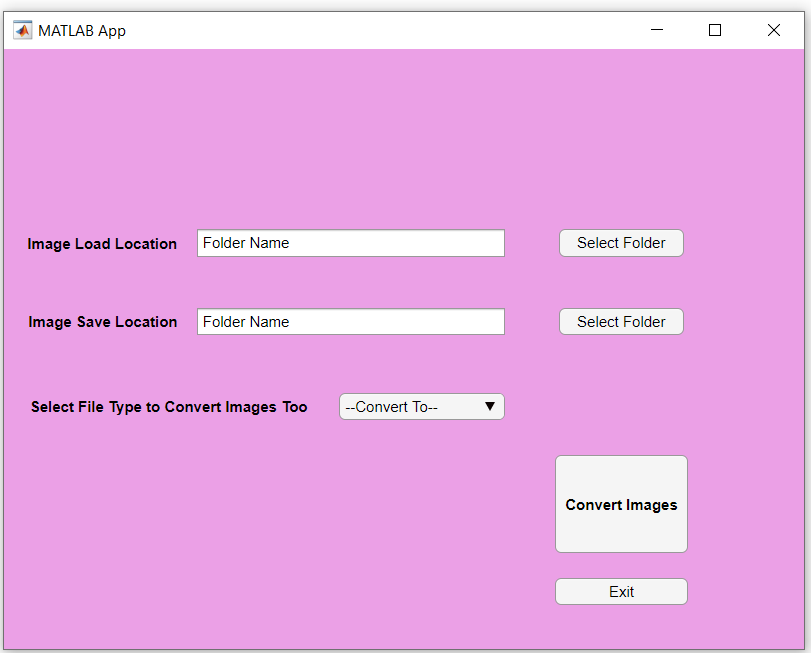 MATLAB App
Image Load Location Folder Name Select Folder
Image Save Location Folder Name Select Folder
Select File Type to Convert Images Too --Convert To--
Convert Images
Exit